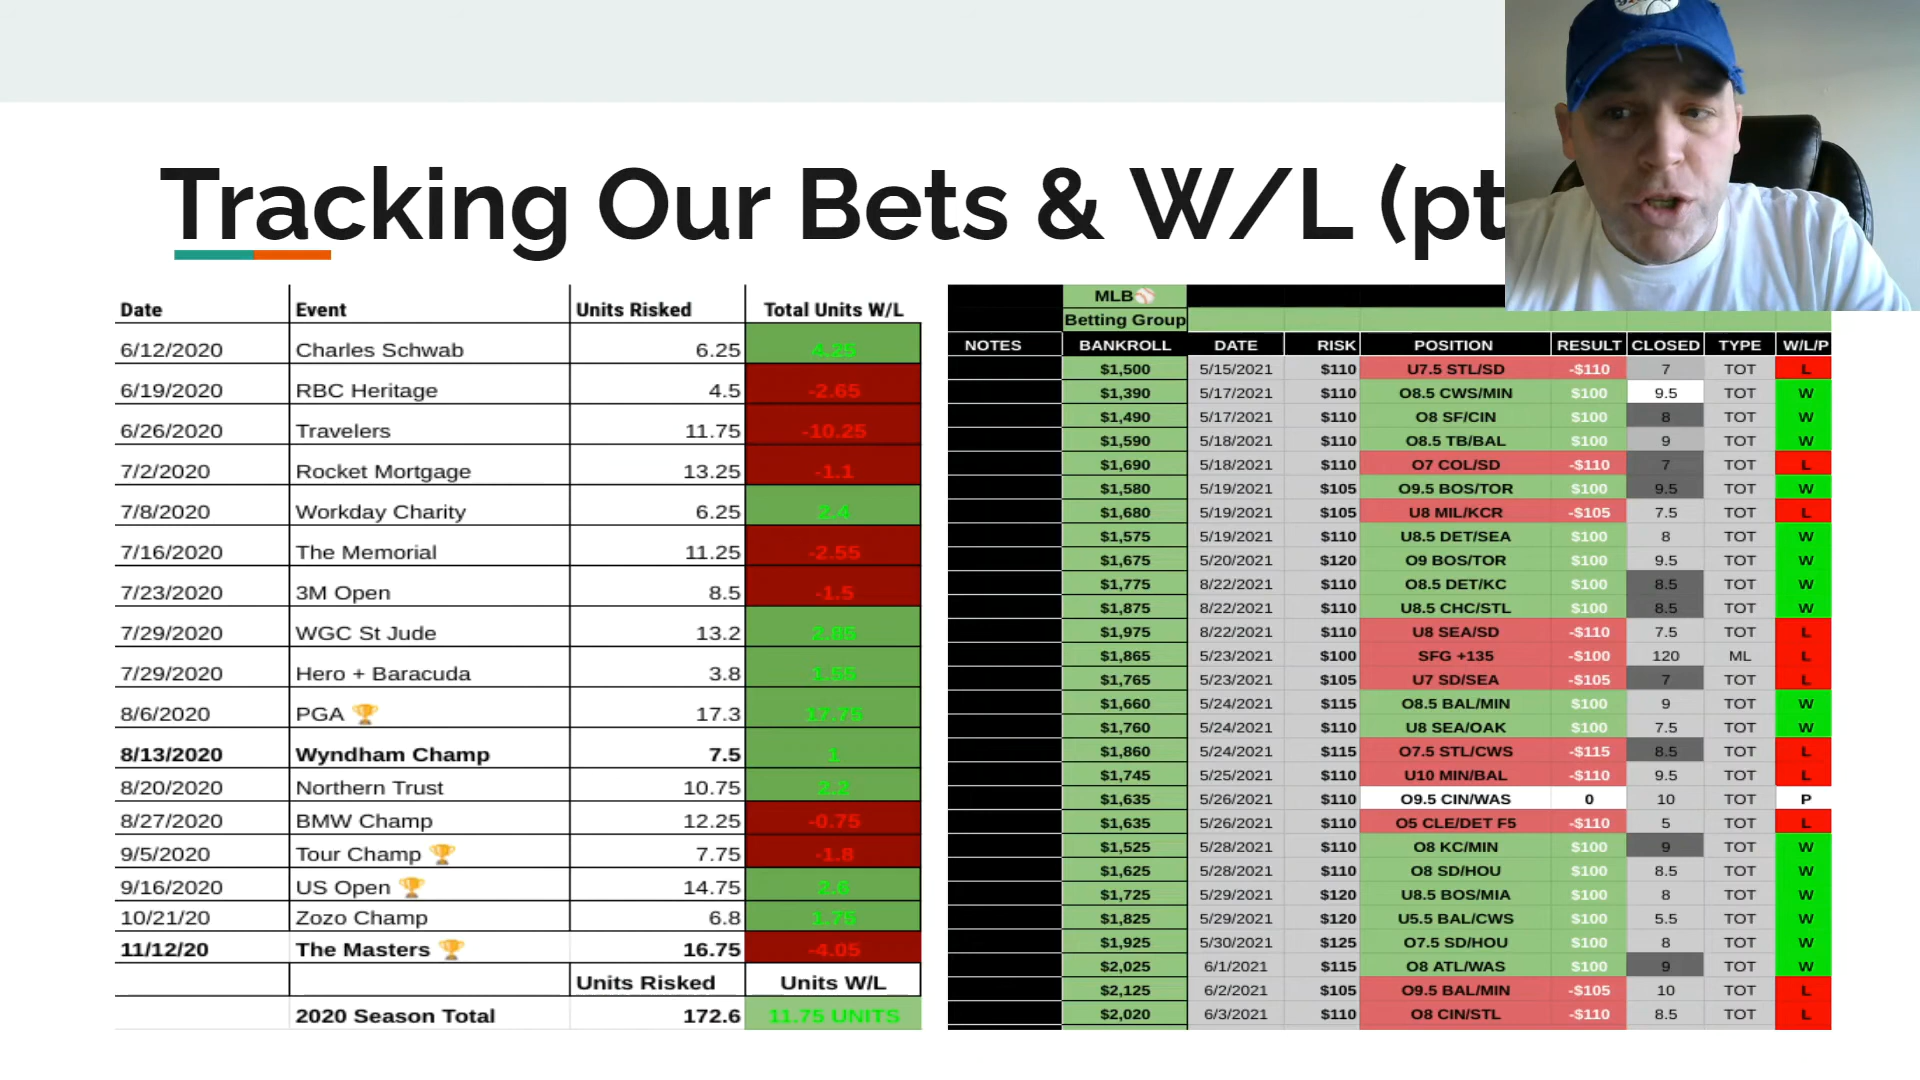 Tracking Our Bets & W/L (pt
Date Event Units Risked Total Units W/L
6/12/2020 Charles Schwab 6.25 4.25
6/19/2020 RBC Heritage 4.5 -2.65
6/26/2020 Travelers 11.75 -10.25
7/2/2020 Rocket Mortgage 13.25 -1.1
7/8/2020 Workday Charity 6.25 2.4
7/16/2020 The Memorial 11.25 -2.55
7/23/2020 3M Open 8.5 -1.5
7/29/2020 WGC St Jude 13.2 2.85
7/29/2020 Hero + Baracuda 3.8 1.55
8/6/2020 PGA 🏆 17.3 17.75
8/13/2020 Wyndham Champ 7.5 1
8/20/2020 Northern Trust 10.75 2.2
8/27/2020 BMW Champ 12.25 -0.75
9/5/2020 Tour Champ 🏆 7.75 -1.8
9/16/2020 US Open 🏆 14.75 2.6
10/21/20 Zozo Champ 6.8 1.75
11/12/20 The Masters 🏆 16.75 -4.05
Units Risked Units W/L
2020 Season Total 172.6 11.75 UNITS
MLB⚾
Betting Group
NOTES BANKROLL DATE RISK POSITION RESULT CLOSED TYPE W/L/P
$1,500 5/15/2021 $110 U7.5 STL/SD -$110 7 TOT L
$1,390 5/17/2021 $110 O8.5 CWS/MIN $100 9.5 TOT W
$1,490 5/17/2021 $110 O8 SF/CIN $100 8 TOT W
$1,590 5/18/2021 $110 O8.5 TB/BAL $100 9 TOT W
$1,690 5/18/2021 $110 O7 COL/SD -$110 7 TOT L
$1,580 5/19/2021 $105 O9.5 BOS/TOR $100 9.5 TOT W
$1,680 5/19/2021 $105 U8 MIL/KCR -$105 7.5 TOT L
$1,575 5/19/2021 $110 U8.5 DET/SEA $100 8 TOT W
$1,675 5/20/2021 $120 O9 BOS/TOR $100 9.5 TOT W
$1,775 8/22/2021 $110 O8.5 DET/KC $100 8.5 TOT W
$1,875 8/22/2021 $110 U8.5 CHC/STL $100 8.5 TOT W
$1,975 8/22/2021 $110 U8 SEA/SD -$110 7.5 TOT L
$1,865 5/23/2021 $100 SFG +135 -$100 120 ML L
$1,765 5/23/2021 $105 U7 SD/SEA -$105 7 TOT L
$1,660 5/24/2021 $115 O8.5 BAL/MIN $100 9 TOT W
$1,760 5/24/2021 $110 U8 SEA/OAK $100 7.5 TOT W
$1,860 5/24/2021 $115 O7.5 STL/CWS -$115 8.5 TOT L
$1,745 5/25/2021 $110 U10 MIN/BAL -$110 9.5 TOT L
$1,635 5/26/2021 $110 O9.5 CIN/WAS 0 10 TOT P
$1,635 5/26/2021 $110 O5 CLE/DET F5 -$110 5 TOT L
$1,525 5/28/2021 $110 O8 KC/MIN $100 9 TOT W
$1,625 5/28/2021 $110 O8 SD/HOU $100 8.5 TOT W
$1,725 5/29/2021 $120 U8.5 BOS/MIA $100 8 TOT W
$1,825 5/29/2021 $120 U5.5 BAL/CWS $100 5.5 TOT W
$1,925 5/30/2021 $125 O7.5 SD/HOU $100 8 TOT W
$2,025 6/1/2021 $115 O8 ATL/WAS $100 9 TOT W
$2,125 6/2/2021 $105 O9.5 BAL/MIN -$105 10 TOT L
$2,020 6/3/2021 $110 O8 CIN/STL -$110 8.5 TOT L